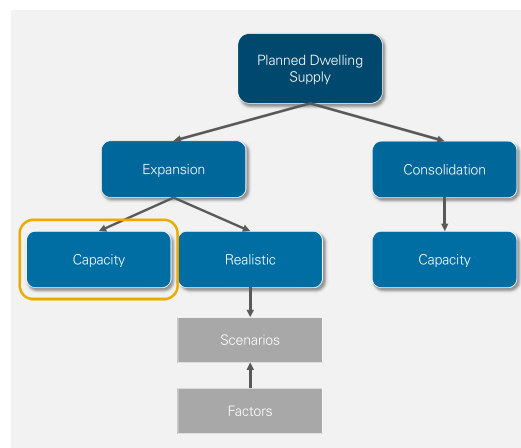 Planned Dwelling
Supply
Expansion
Consolidation
Capacity
Realistic
Capacity
Scenarios
Factors